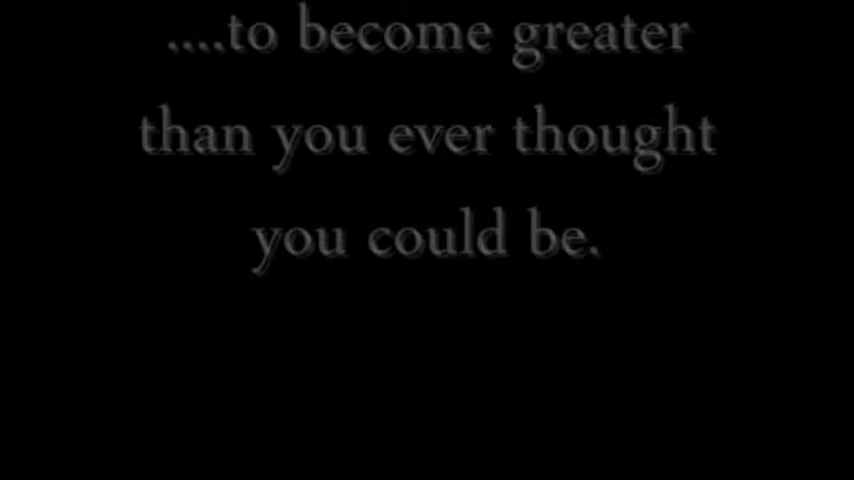 ....to become greater
than you ever thought
you could be.